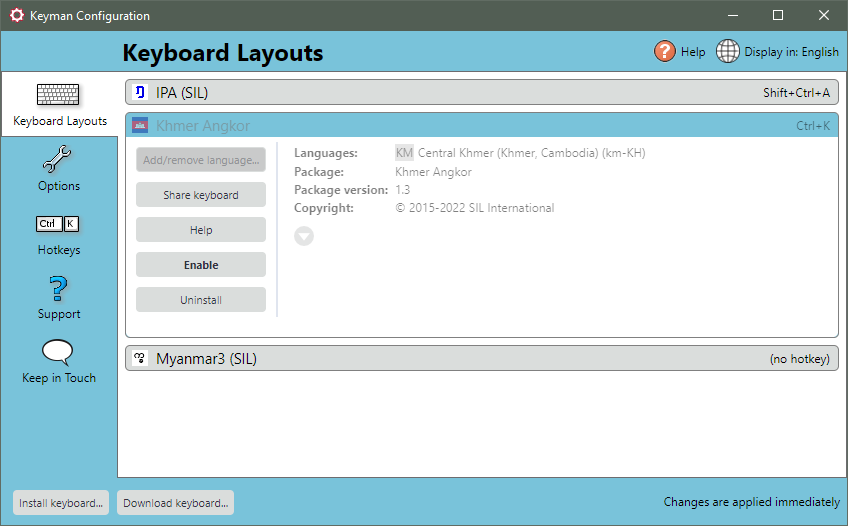 Keyman Configuration
Keyboard Layouts
Help
Display in: English
Keyboard Layouts
Options
Ctrl K
Hotkeys
Support
Keep in Touch
IPA (SIL) Shift+Ctrl+A
Khmer Angkor Ctrl+K
Add/remove language...
Share keyboard
Help
Enable
Uninstall
Languages: KM Central Khmer (Khmer, Cambodia) (km-KH)
Package: Khmer Angkor
Package version: 1.3
Copyright: © 2015-2022 SIL International
Myanmar3 (SIL) (no hotkey)
Install keyboard... Download keyboard... Changes are applied immediately